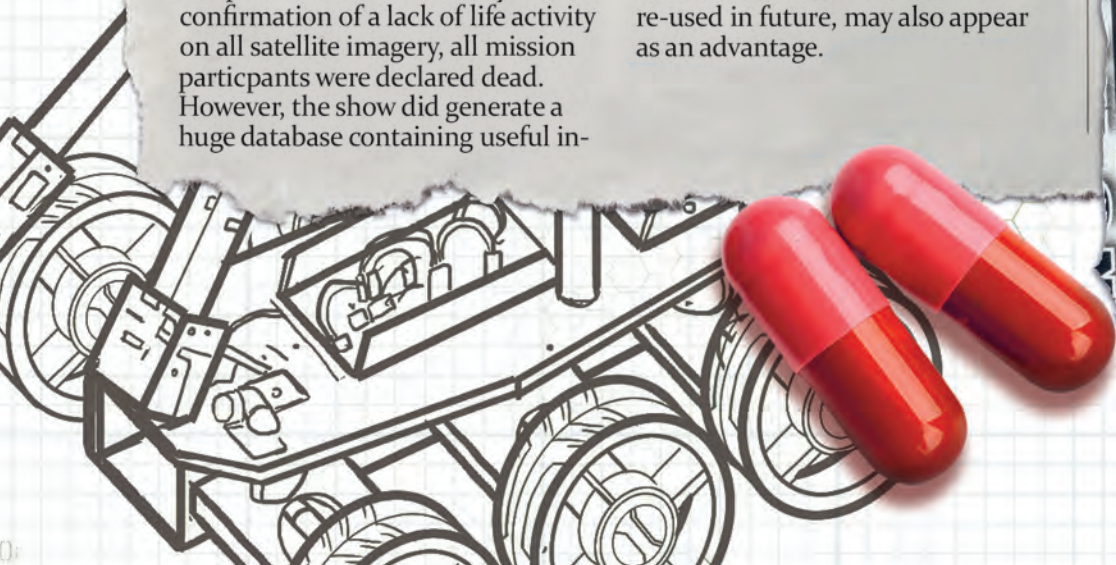 confirmation of a lack of life activity
on all satellite imagery, all mission
particpants were declared dead.
However, the show did generate a
huge database containing useful in-
re-used in future, may also appear
as an advantage.